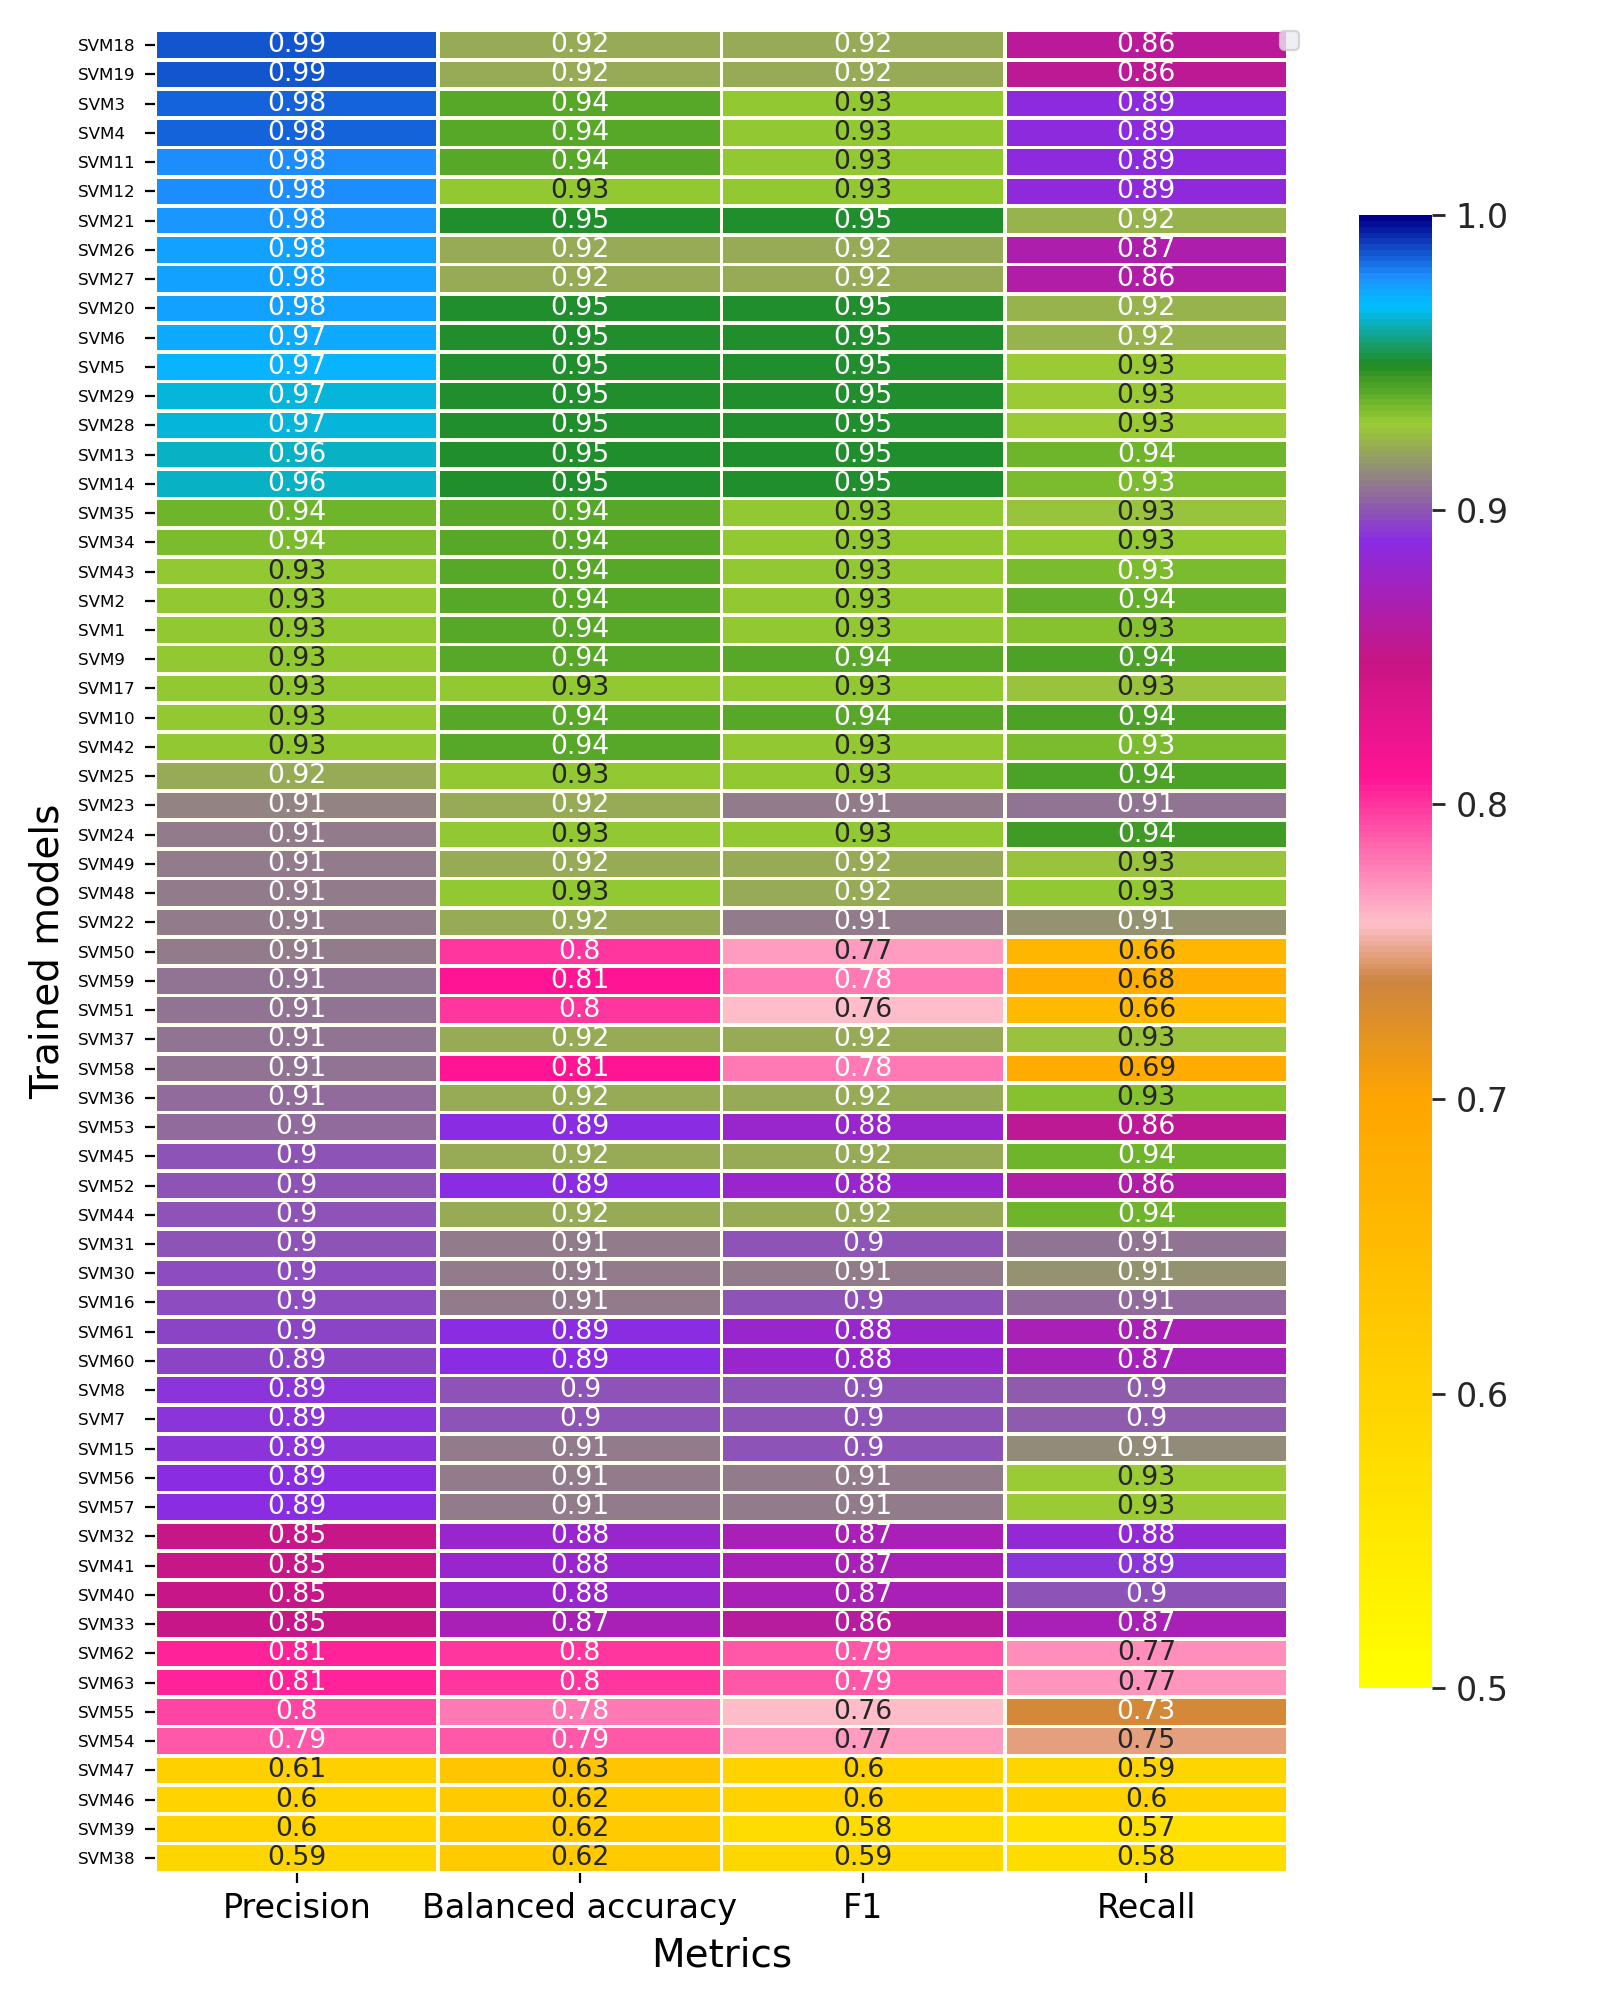 SVM18 0.99 0.92 0.92 0.86
SVM19 0.99 0.92 0.92 0.86
SVM3 0.98 0.94 0.93 0.89
SVM4 0.98 0.94 0.93 0.89
SVM11 0.98 0.94 0.93 0.89
SVM12 0.98 0.93 0.93 0.89
SVM21 0.98 0.95 0.95 0.92
SVM26 0.98 0.92 0.92 0.87
SVM27 0.98 0.92 0.92 0.86
SVM20 0.98 0.95 0.95 0.92
SVM6 0.97 0.95 0.95 0.92
SVM5 0.97 0.95 0.95 0.93
SVM29 0.97 0.95 0.95 0.93
SVM28 0.97 0.95 0.95 0.93
SVM13 0.96 0.95 0.95 0.94
SVM14 0.96 0.95 0.95 0.93
SVM35 0.94 0.94 0.93 0.93
SVM34 0.94 0.94 0.93 0.93
SVM43 0.93 0.94 0.93 0.93
SVM2 0.93 0.94 0.93 0.94
SVM1 0.93 0.94 0.93 0.93
SVM9 0.93 0.94 0.94 0.94
SVM17 0.93 0.93 0.93 0.93
SVM10 0.93 0.94 0.94 0.94
SVM42 0.93 0.94 0.93 0.93
SVM25 0.92 0.93 0.93 0.94
SVM23 0.91 0.92 0.91 0.91
SVM24 0.91 0.93 0.93 0.94
SVM49 0.91 0.92 0.92 0.93
SVM48 0.91 0.93 0.92 0.93
SVM22 0.91 0.92 0.91 0.91
SVM50 0.91 0.8 0.77 0.66
SVM59 0.91 0.81 0.78 0.68
SVM51 0.91 0.8 0.76 0.66
SVM37 0.91 0.92 0.92 0.93
SVM58 0.91 0.81 0.78 0.69
SVM36 0.91 0.92 0.92 0.93
SVM53 0.9 0.89 0.88 0.86
SVM45 0.9 0.92 0.92 0.94
SVM52 0.9 0.89 0.88 0.86
SVM44 0.9 0.92 0.92 0.94
SVM31 0.9 0.91 0.9 0.91
SVM30 0.9 0.91 0.91 0.91
SVM16 0.9 0.91 0.9 0.91
SVM61 0.9 0.89 0.88 0.87
SVM60 0.89 0.89 0.88 0.87
SVM8 0.89 0.9 0.9 0.9
SVM7 0.89 0.9 0.9 0.9
SVM15 0.89 0.91 0.9 0.91
SVM56 0.89 0.91 0.91 0.93
SVM57 0.89 0.91 0.91 0.93
SVM32 0.85 0.88 0.87 0.88
SVM41 0.85 0.88 0.87 0.89
SVM40 0.85 0.88 0.87 0.9
SVM33 0.85 0.87 0.86 0.87
SVM62 0.81 0.8 0.79 0.77
SVM63 0.81 0.8 0.79 0.77
SVM55 0.8 0.78 0.76 0.73
SVM54 0.79 0.79 0.77 0.75
SVM47 0.61 0.63 0.6 0.59
SVM46 0.6 0.62 0.6 0.6
SVM39 0.6 0.62 0.58 0.57
SVM38 0.59 0.62 0.59 0.58
Precision Balanced accuracy F1 Recall
Metrics
Trained models
1.0
0.9
0.8
0.7
0.6
0.5